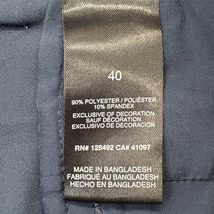 40
90% POLYESTER / POLIÉSTER
10% SPANDEX
EXCLUSIVE OF DECORATION
SAUF DÉCORATION
EXCLUSIVO DE DECORACIÓN
RN# 128492 CA# 41097
MADE IN BANGLADESH
FABRIQUÉ AU BANGLADESH
HECHO EN BANGLADESH